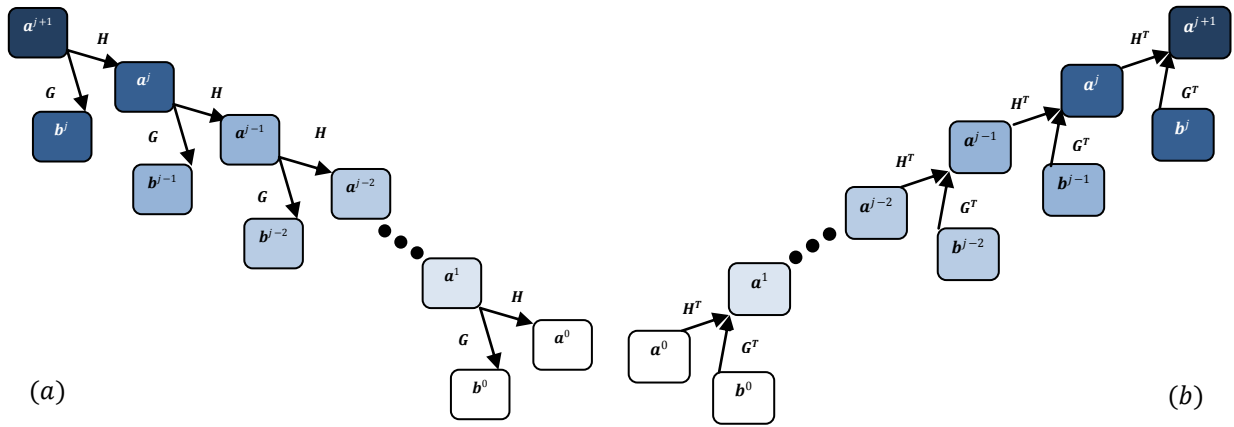 a^{j+1}
H
a^j
G
b^j
H
a^{j-1}
G
b^{j-1}
H
a^{j-2}
G
b^{j-2}
a^1
H
a^0
G
b^0
(a)
a^{j+1}
H^T
a^j
G^T
b^j
H^T
a^{j-1}
G^T
b^{j-1}
H^T
a^{j-2}
G^T
b^{j-2}
a^1
H^T
a^0
G^T
b^0
(b)